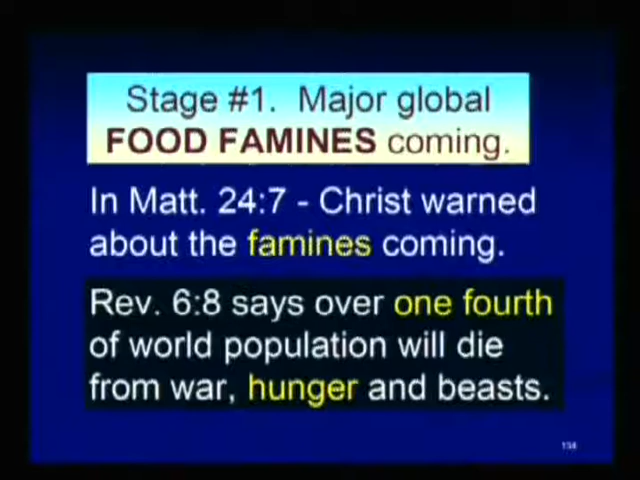 Stage #1. Major global
FOOD FAMINES coming.
In Matt. 24:7 - Christ warned
about the famines coming.
Rev. 6:8 says over one fourth
of world population will die
from war, hunger and beasts.
134